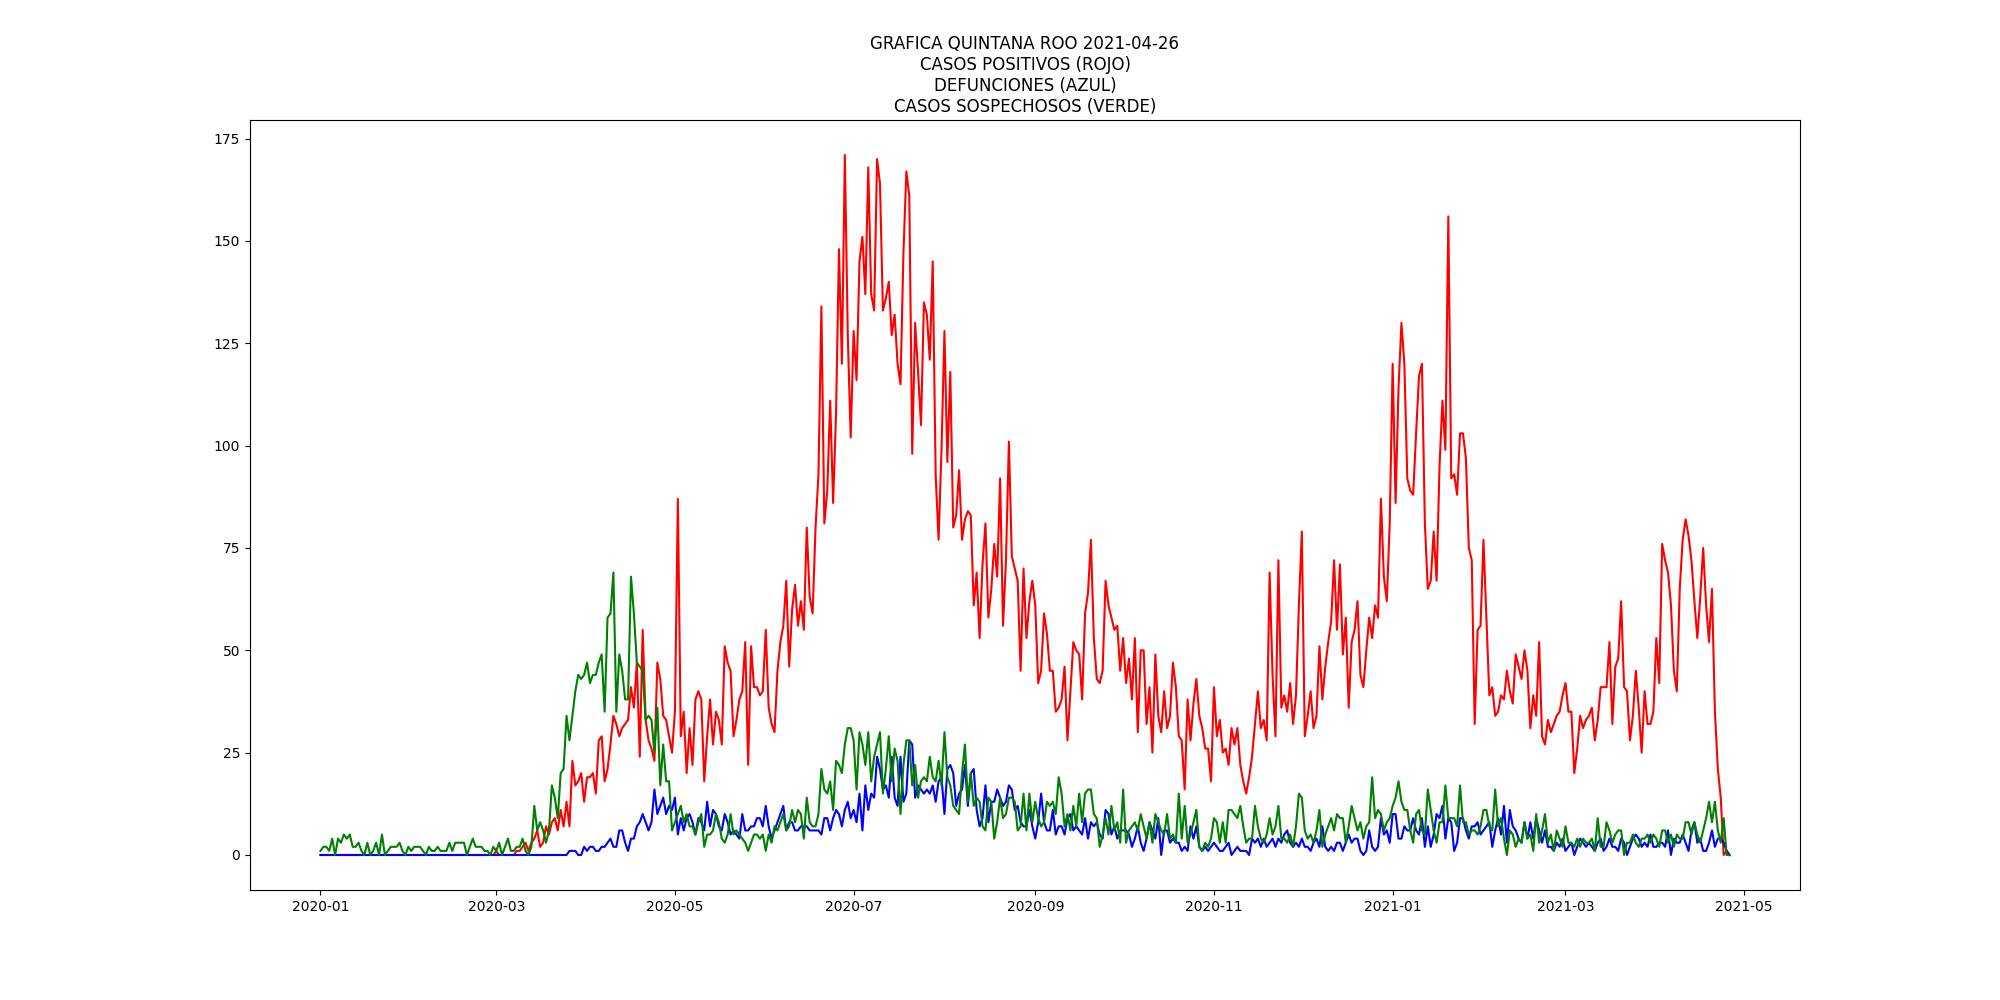 GRAFICA QUINTANA ROO 2021-04-26
CASOS POSITIVOS (ROJO)
DEFUNCIONES (AZUL)
CASOS SOSPECHOSOS (VERDE)
175
150
125
100
75
50
25
0
2020-01 2020-03 2020-05 2020-07 2020-09 2020-11 2021-01 2021-03 2021-05